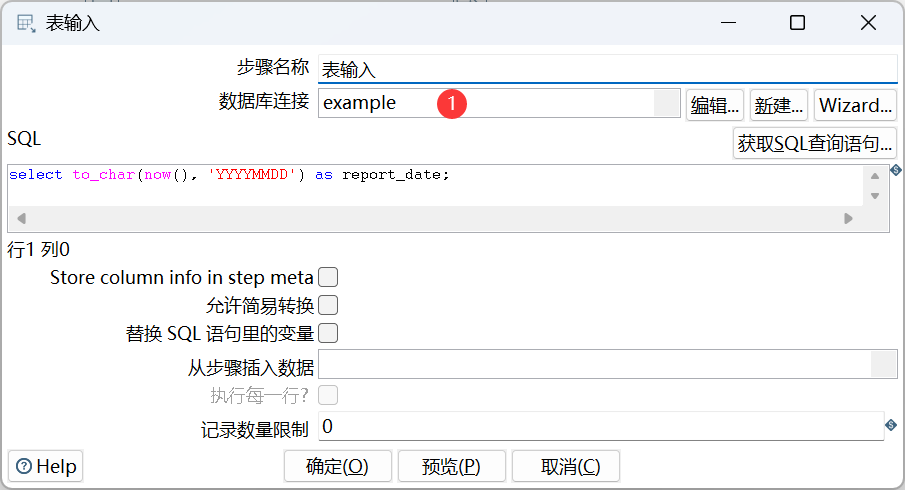 表输入
步骤名称 表输入
数据库连接 example 1 编辑... 新建... Wizard...
SQL 获取SQL查询语句...
select to_char(now(), 'YYYYMMDD') as report_date;
行1 列0
Store column info in step meta
允许简易转换
替换 SQL 语句里的变量
从步骤插入数据
执行每一行?
记录数量限制 0
Help 确定(O) 预览(P) 取消(C)